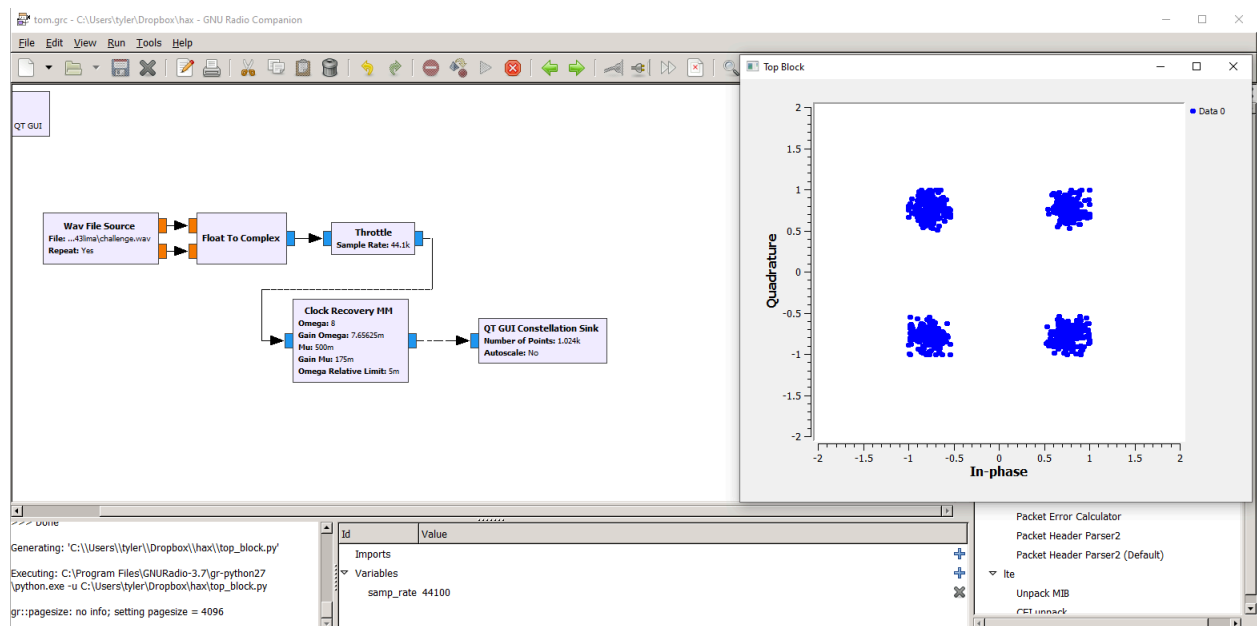 tom.grc - C:\Users\tyler\Dropbox\hax - GNU Radio Companion
File Edit View Run Tools Help
QT GUI
Wav File Source
File: ...43lima\challenge.wav
Repeat: Yes
Float To Complex
Throttle
Sample Rate: 44.1k
Clock Recovery MM
Omega: 8
Gain Omega: 7.65625m
Mu: 500m
Gain Mu: 175m
Omega Relative Limit: 5m
QT GUI Constellation Sink
Number of Points: 1.024k
Autoscale: No
Top Block
Data 0
2
1.5
1
0.5
0
-0.5
-1
-1.5
-2
Quadrature
-2 -1.5 -1 -0.5 0 0.5 1 1.5 2
In-phase
>>> Done
Generating: 'C:\\Users\\tyler\\Dropbox\\hax\\top_block.py'
Executing: C:\Program Files\GNURadio-3.7\gr-python27
\python.exe -u C:\Users\tyler\Dropbox\hax\top_block.py
gr::pagesize: no info; setting pagesize = 4096
Id Value
Imports
Variables
samp_rate 44100
Packet Error Calculator
Packet Header Parser2
Packet Header Parser2 (Default)
lte
Unpack MIB
CFI unpack